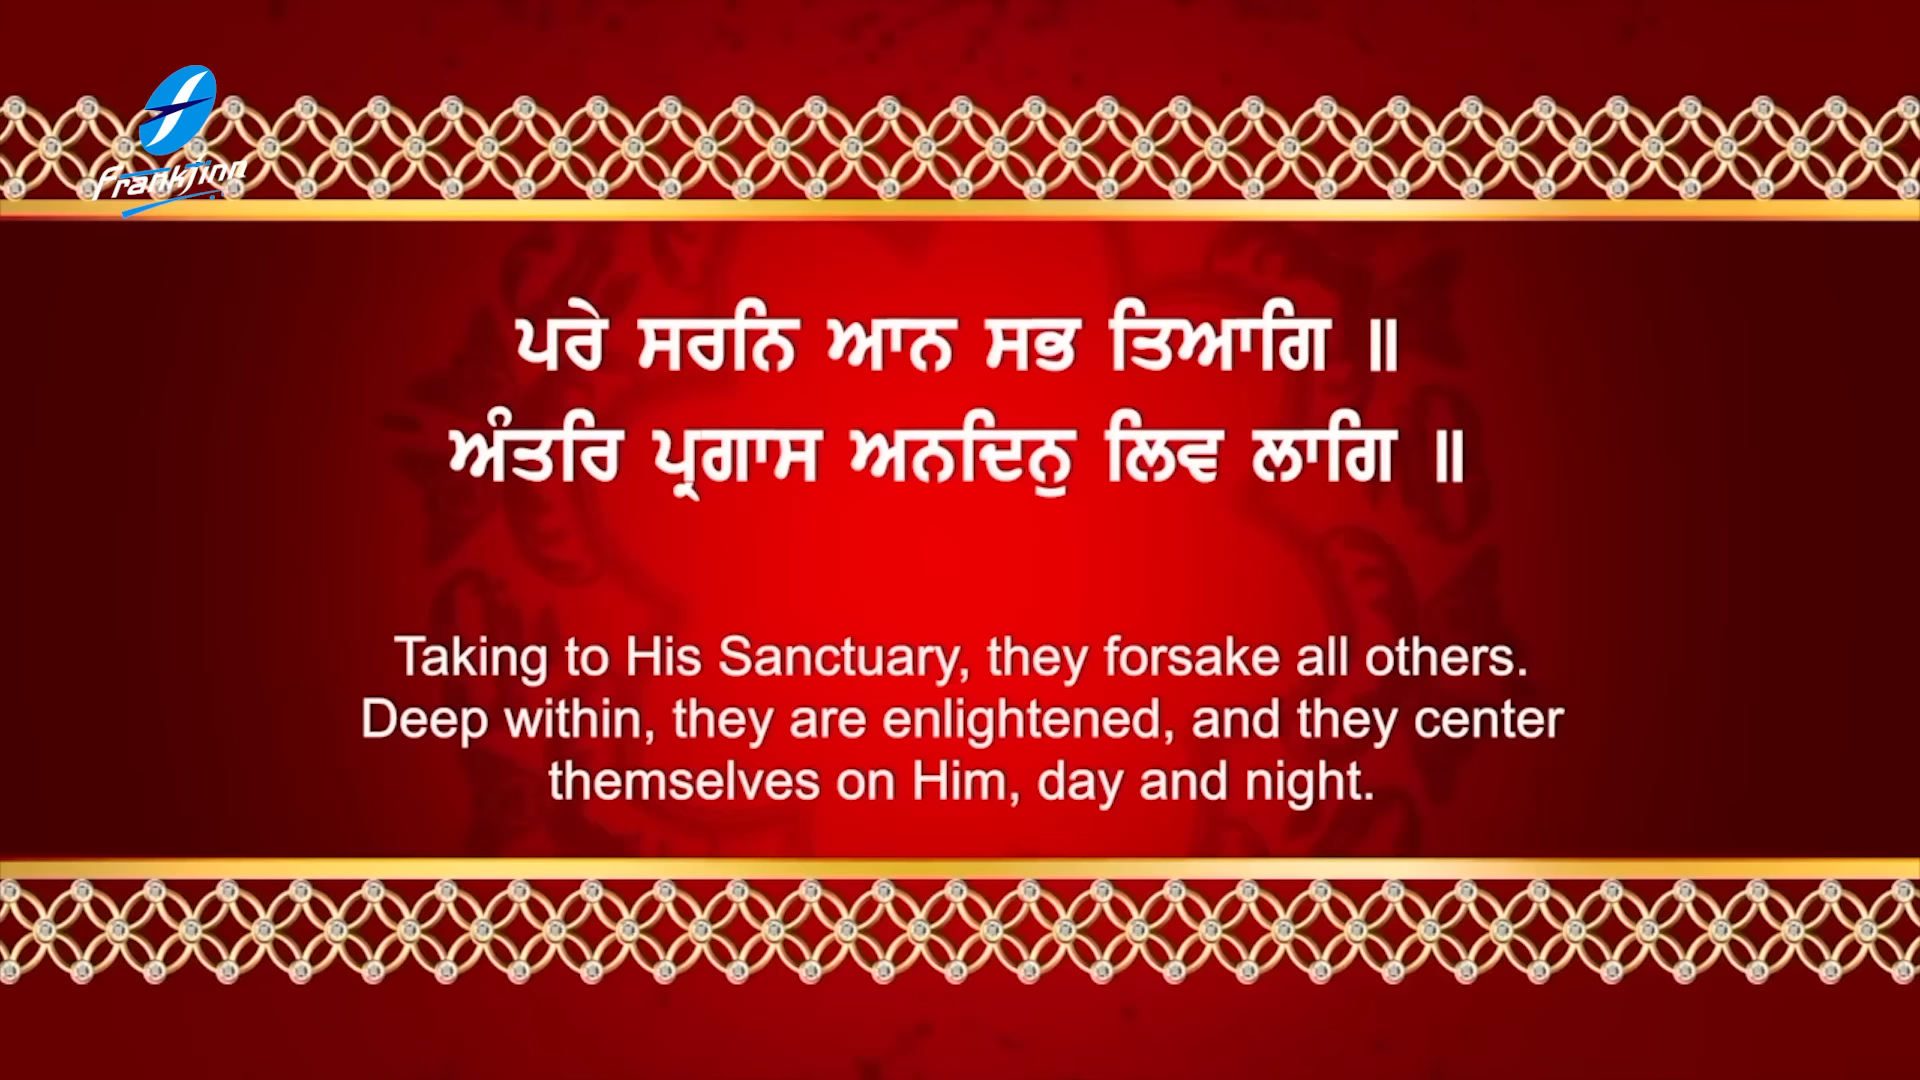 Frankfinn
ਪਰੇ ਸਰਨਿ ਆਨ ਸਭ ਤਿਆਗਿ ॥
ਅੰਤਰਿ ਪ੍ਰਗਾਸ ਅਨਦਿਨੁ ਲਿਵ ਲਾਗਿ ॥
Taking to His Sanctuary, they forsake all others.
Deep within, they are enlightened, and they center
themselves on Him, day and night.